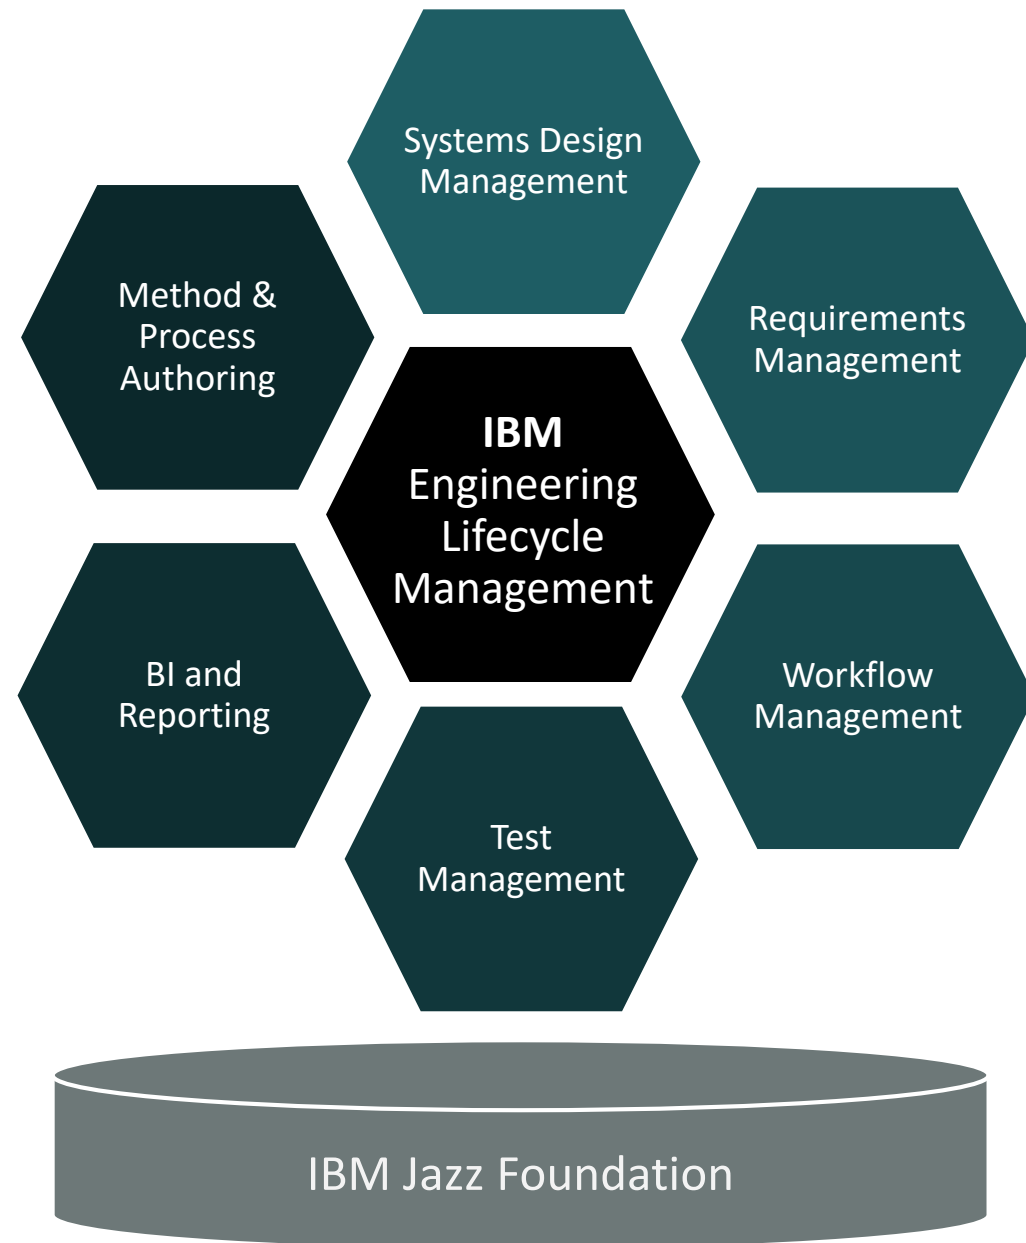 Systems Design
Management
Method &
Process
Authoring
Requirements
Management
IBM
Engineering
Lifecycle
Management
BI and
Reporting
Workflow
Management
Test
Management
IBM Jazz Foundation